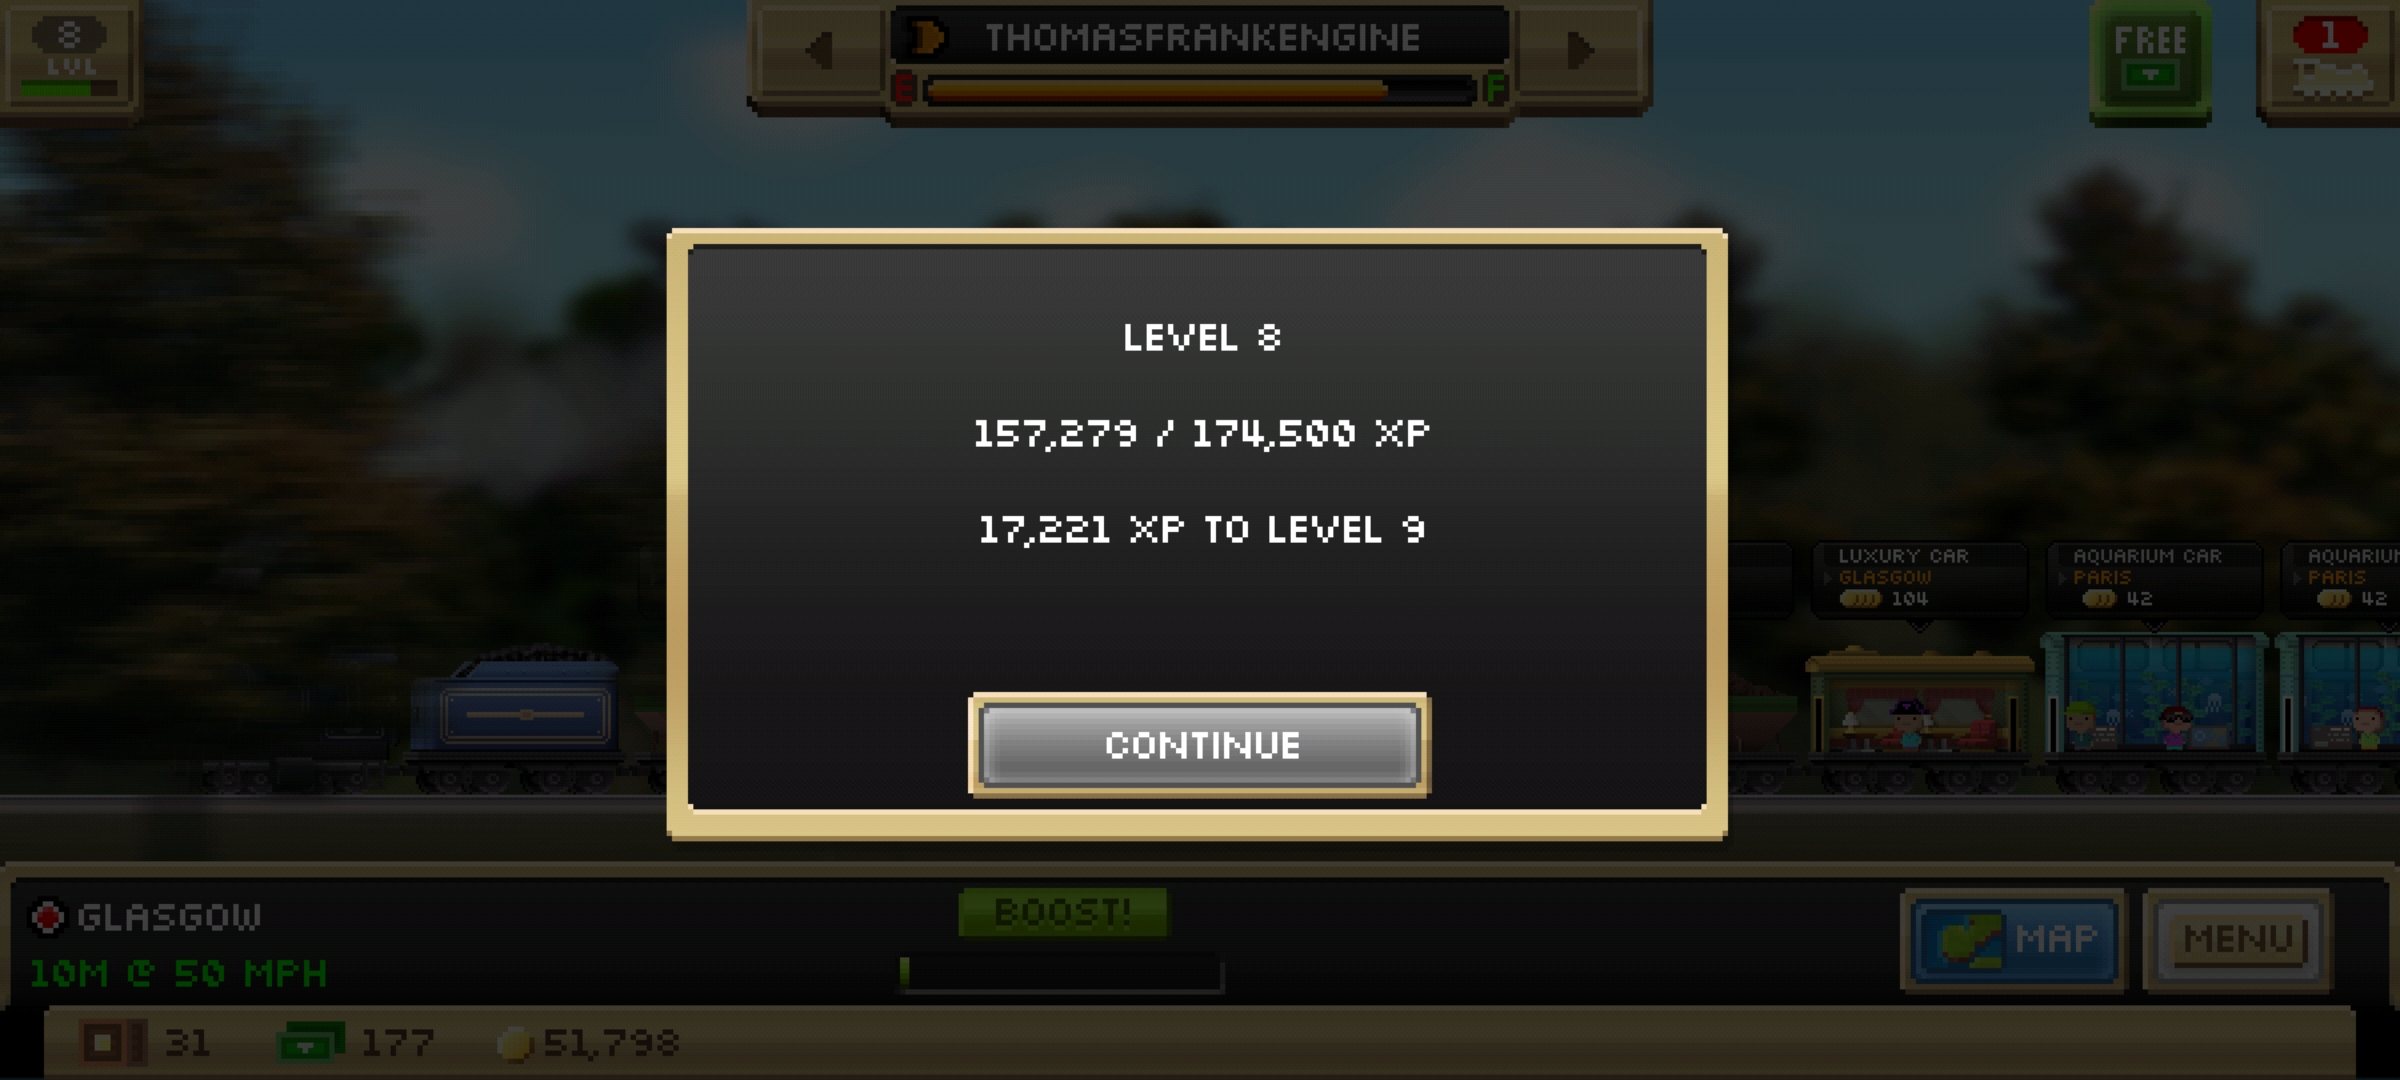 8
LVL
THOMASFRANKENGINE
E
F
FREE
1
LEVEL 8
157,279 / 174,500 XP
17,221 XP TO LEVEL 9
CONTINUE
LUXURY CAR
GLASGOW
104
AQUARIUM CAR
PARIS
42
AQUARIU
PARIS
42
GLASGOW
10M @ 50 MPH
BOOST!
MAP
MENU
31
177
51,798